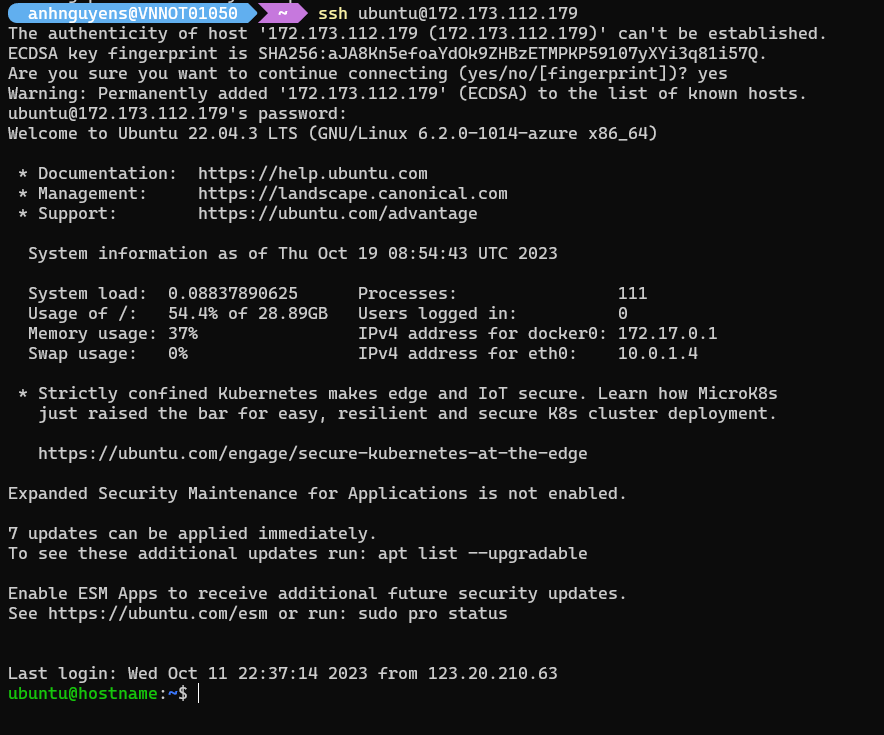 anhnguyens@VNNOT01050 ~ ssh ubuntu@172.173.112.179
The authenticity of host '172.173.112.179 (172.173.112.179)' can't be established.
ECDSA key fingerprint is SHA256:aJA8Kn5efoaYdOk9ZHBzETMPKP59107yXYi3q81i57Q.
Are you sure you want to continue connecting (yes/no/[fingerprint])? yes
Warning: Permanently added '172.173.112.179' (ECDSA) to the list of known hosts.
ubuntu@172.173.112.179's password:
Welcome to Ubuntu 22.04.3 LTS (GNU/Linux 6.2.0-1014-azure x86_64)
* Documentation: https://help.ubuntu.com
* Management: https://landscape.canonical.com
* Support: https://ubuntu.com/advantage
System information as of Thu Oct 19 08:54:43 UTC 2023
System load: 0.08837890625 Processes: 111
Usage of /: 54.4% of 28.89GB Users logged in: 0
Memory usage: 37% IPv4 address for docker0: 172.17.0.1
Swap usage: 0% IPv4 address for eth0: 10.0.1.4
* Strictly confined Kubernetes makes edge and IoT secure. Learn how MicroK8s
just raised the bar for easy, resilient and secure K8s cluster deployment.
https://ubuntu.com/engage/secure-kubernetes-at-the-edge
Expanded Security Maintenance for Applications is not enabled.
7 updates can be applied immediately.
To see these additional updates run: apt list --upgradable
Enable ESM Apps to receive additional future security updates.
See https://ubuntu.com/esm or run: sudo pro status
Last login: Wed Oct 11 22:37:14 2023 from 123.20.210.63
ubuntu@hostname:~$